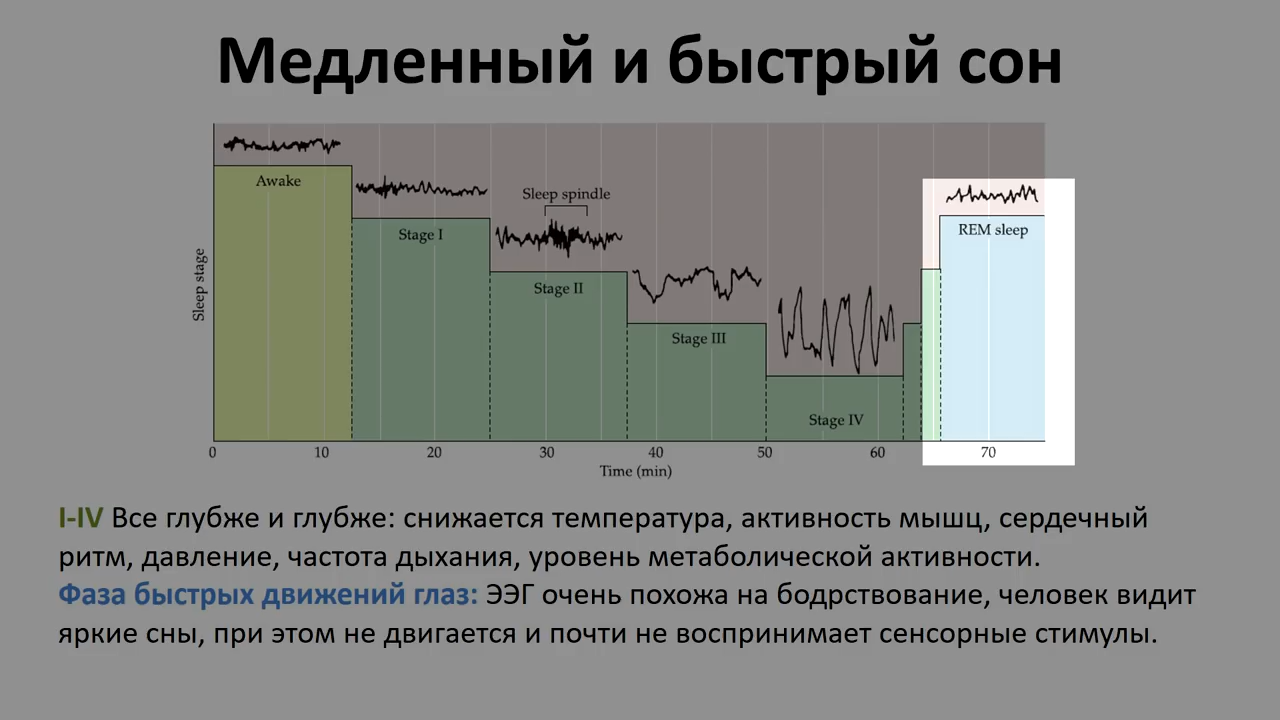 Медленный и быстрый сон
Awake
Sleep spindle
Stage I
REM sleep
Stage II
Stage III
Stage IV
Sleep stage
0 10 20 30 40 50 60 70
Time (min)
I-IV Все глубже и глубже: снижается температура, активность мышц, сердечный
ритм, давление, частота дыхания, уровень метаболической активности.
Фаза быстрых движений глаз: ЭЭГ очень похожа на бодрствование, человек видит
яркие сны, при этом не двигается и почти не воспринимает сенсорные стимулы.